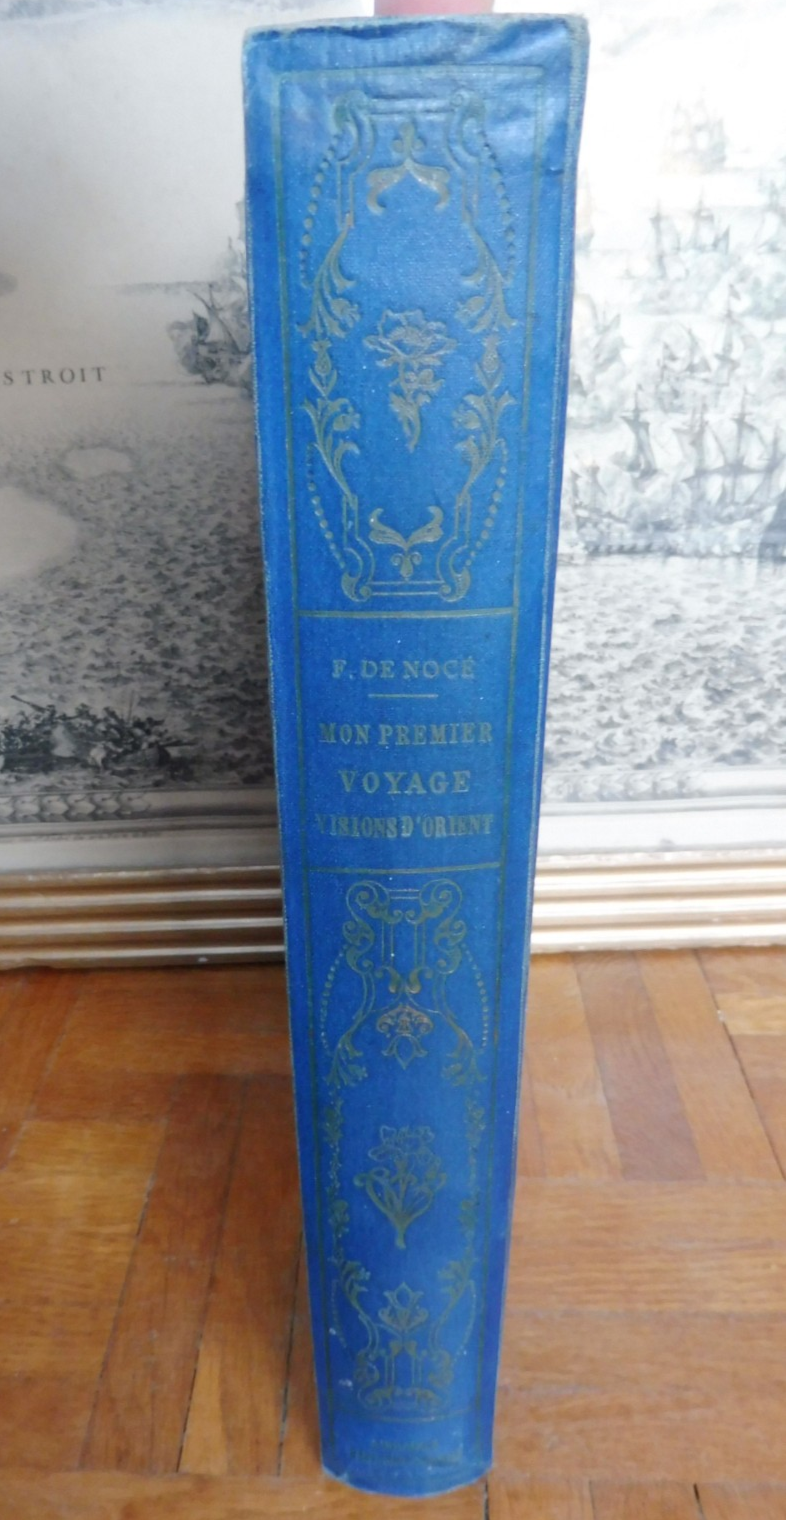 STROIT
F. DE NOCÉ
MON PREMIER
VOYAGE
VISIONS D'ORIENT